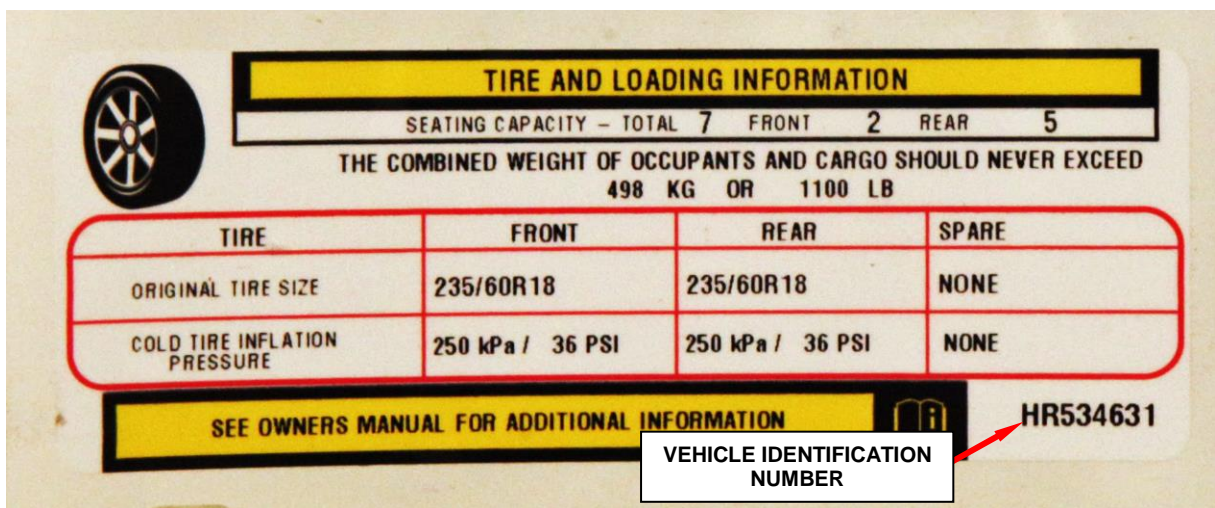 TIRE AND LOADING INFORMATION
SEATING CAPACITY – TOTAL 7 FRONT 2 REAR 5
THE COMBINED WEIGHT OF OCCUPANTS AND CARGO SHOULD NEVER EXCEED
498 KG OR 1100 LB
TIRE FRONT REAR SPARE
ORIGINAL TIRE SIZE 235/60R18 235/60R18 NONE
COLD TIRE INFLATION
PRESSURE 250 kPa / 36 PSI 250 kPa / 36 PSI NONE
SEE OWNERS MANUAL FOR ADDITIONAL INFORMATION
HR534631
VEHICLE IDENTIFICATION
NUMBER